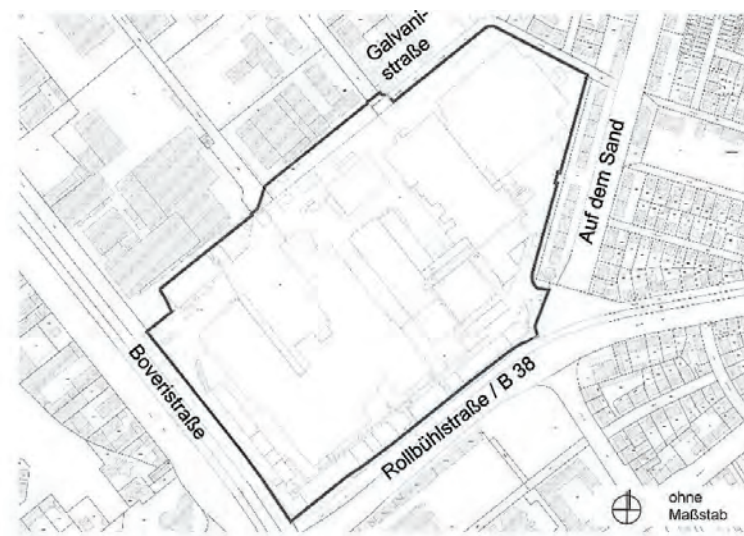 Galvani-
straße
Auf dem Sand
Boveristraße
Rollbühlstraße / B 38
ohne
Maßstab